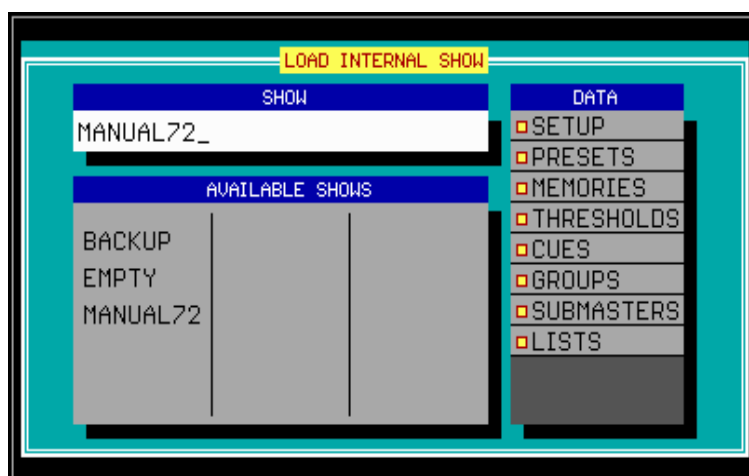 LOAD INTERNAL SHOW
SHOW
MANUAL72_
AVAILABLE SHOWS
BACKUP
EMPTY
MANUAL72
DATA
SETUP
PRESETS
MEMORIES
THRESHOLDS
CUES
GROUPS
SUBMASTERS
LISTS